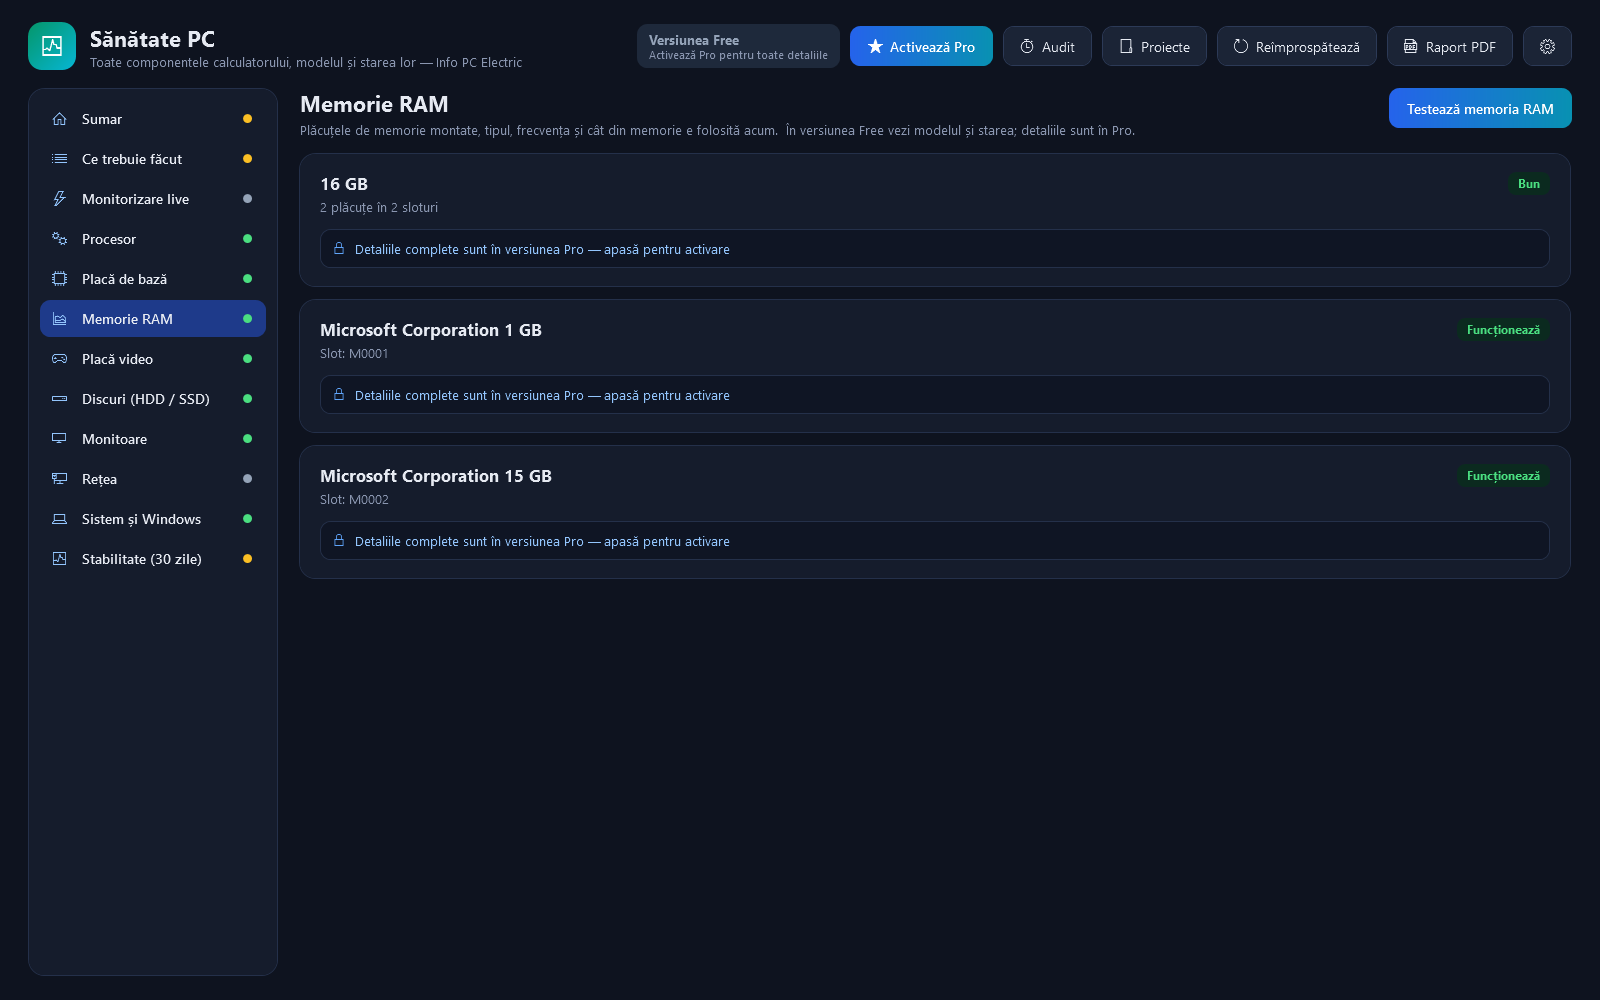 Sănătate PC
Toate componentele calculatorului, modelul și starea lor — Info PC Electric
Versiunea Free
Activează Pro pentru toate detaliile
Activează Pro
Audit
Proiecte
Reîmprospătează
Raport PDF
Sumar
Ce trebuie făcut
Monitorizare live
Procesor
Placă de bază
Memorie RAM
Placă video
Discuri (HDD / SSD)
Monitoare
Rețea
Sistem și Windows
Stabilitate (30 zile)
Memorie RAM
Plăcuțele de memorie montate, tipul, frecvența și cât din memorie e folosită acum.  În versiunea Free vezi modelul și starea; detaliile sunt în Pro.
Testează memoria RAM
16 GB
Bun
2 plăcuțe în 2 sloturi
Detaliile complete sunt în versiunea Pro — apasă pentru activare
Microsoft Corporation 1 GB
Funcționează
Slot: M0001
Detaliile complete sunt în versiunea Pro — apasă pentru activare
Microsoft Corporation 15 GB
Funcționează
Slot: M0002
Detaliile complete sunt în versiunea Pro — apasă pentru activare